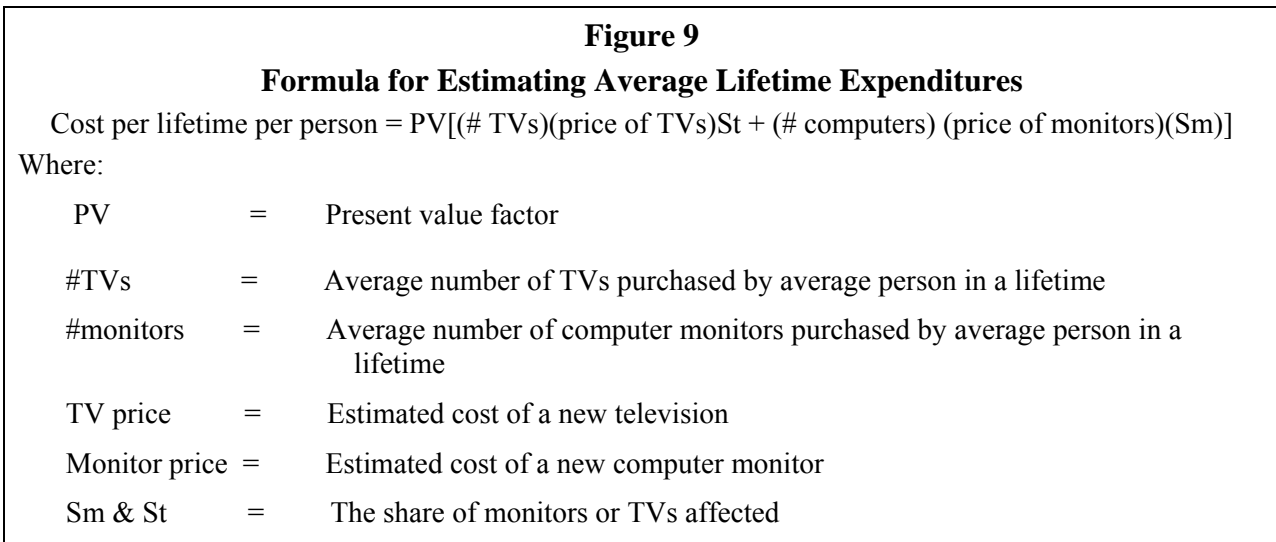 Figure 9
Formula for Estimating Average Lifetime Expenditures
Cost per lifetime per person = PV[(# TVs)(price of TVs)St + (# computers) (price of monitors)(Sm)]
Where:
PV = Present value factor
#TVs = Average number of TVs purchased by average person in a lifetime
#monitors = Average number of computer monitors purchased by average person in a
lifetime
TV price = Estimated cost of a new television
Monitor price = Estimated cost of a new computer monitor
Sm & St = The share of monitors or TVs affected